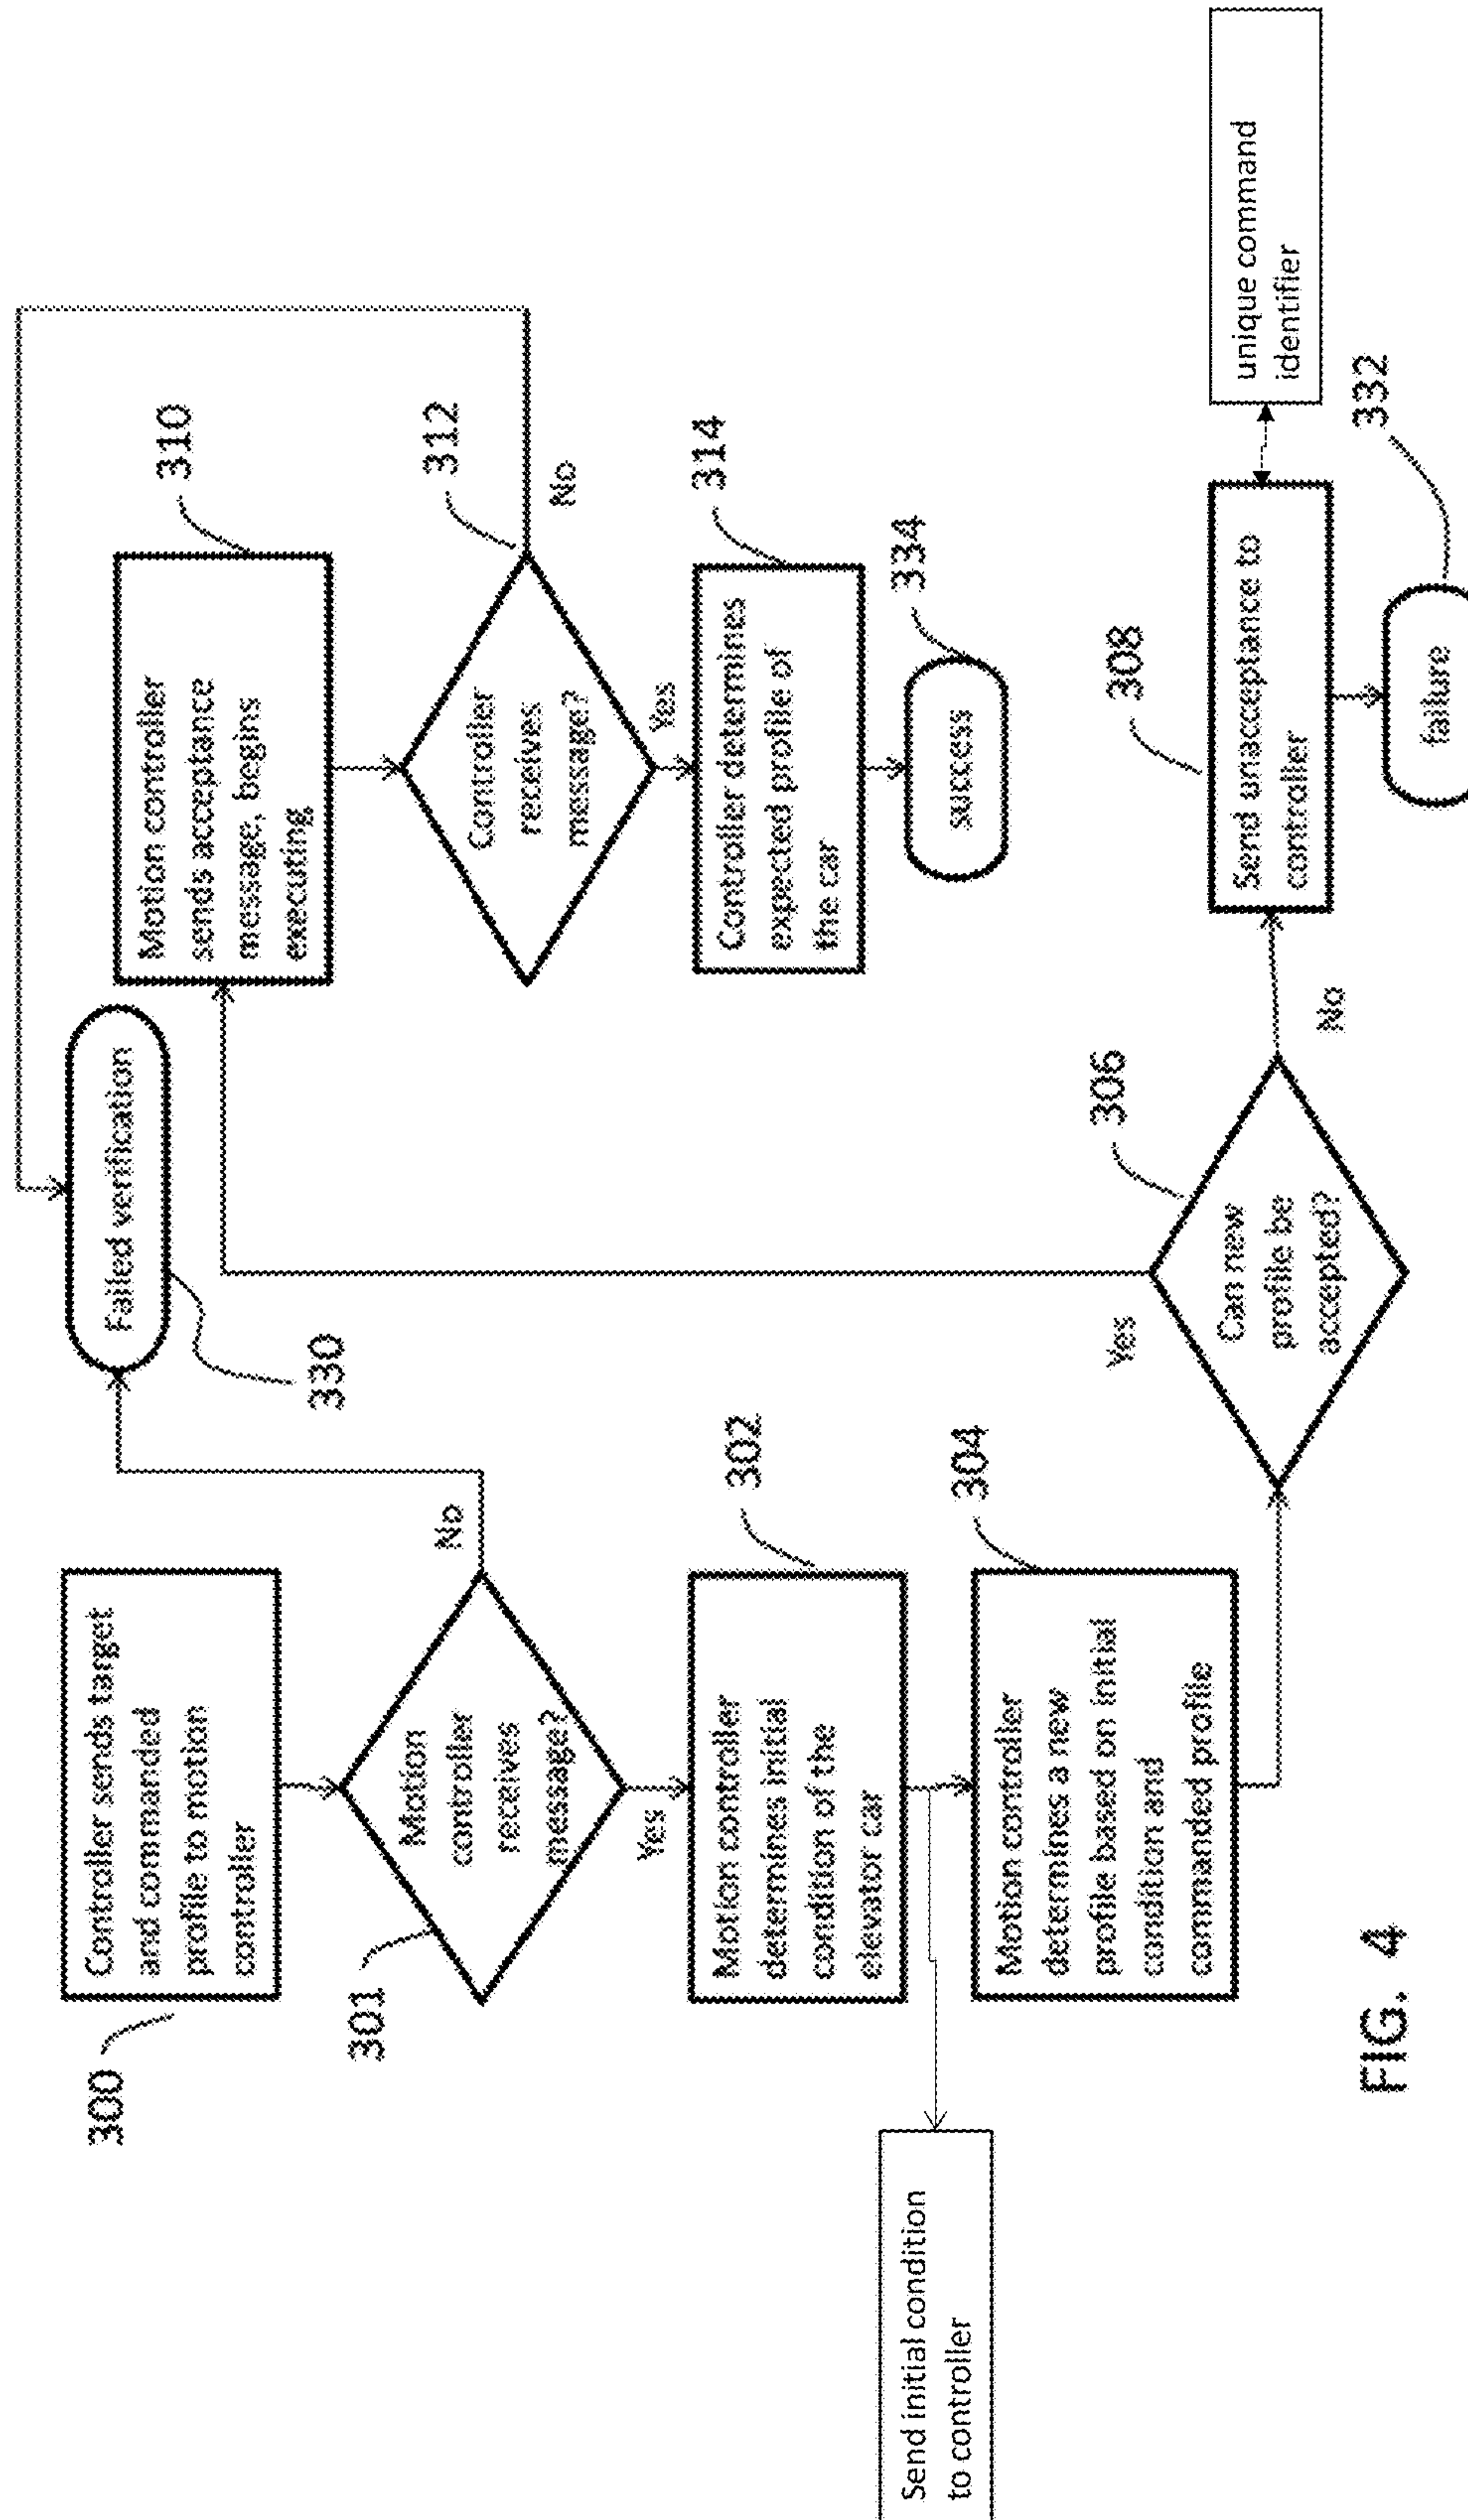 300
Controller sends target
and commanded
profile to motion
controller
301
Motion
controller
receives
message?
No
Yes
302
Motion controller
determines initial
condition of the
elevator car
Send initial condition
to controller
304
Motion controller
determines a new
profile based on initial
condition and
commanded profile
306
Can new
profile be
accepted?
Yes
No
330
Failed verification
310
Motion controller
sends acceptance
message, begins
executing
312
Controller
receives
message?
No
Yes
314
Controller determines
expected profile of
the car
334
success
308
Send unacceptance to
controller
unique command
identifier
332
failure
FIG. 4